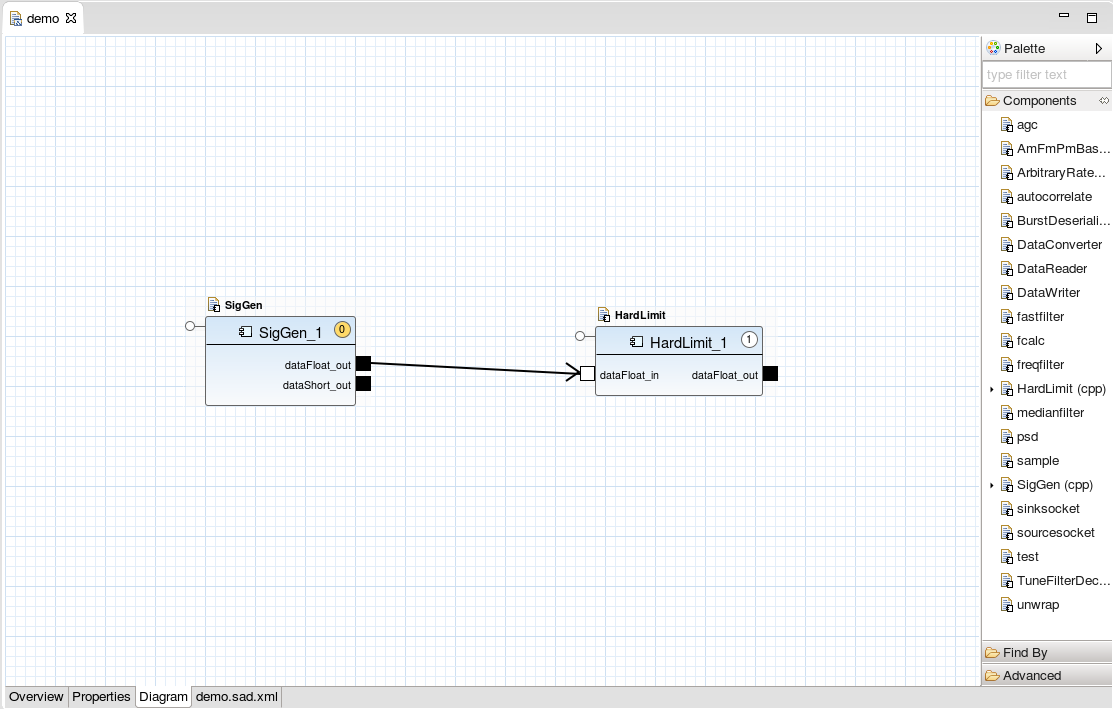 demo
Palette
type filter text
Components
agc
AmFmPmBas...
ArbitraryRate...
autocorrelate
BurstDeseriali...
DataConverter
DataReader
DataWriter
fastfilter
fcalc
freqfilter
HardLimit (cpp)
medianfilter
psd
sample
SigGen (cpp)
sinksocket
sourcesocket
test
TuneFilterDec...
unwrap
Find By
Advanced
SigGen
SigGen_1 0
dataFloat_out
dataShort_out
HardLimit
HardLimit_1 1
dataFloat_in dataFloat_out
Overview Properties Diagram demo.sad.xml